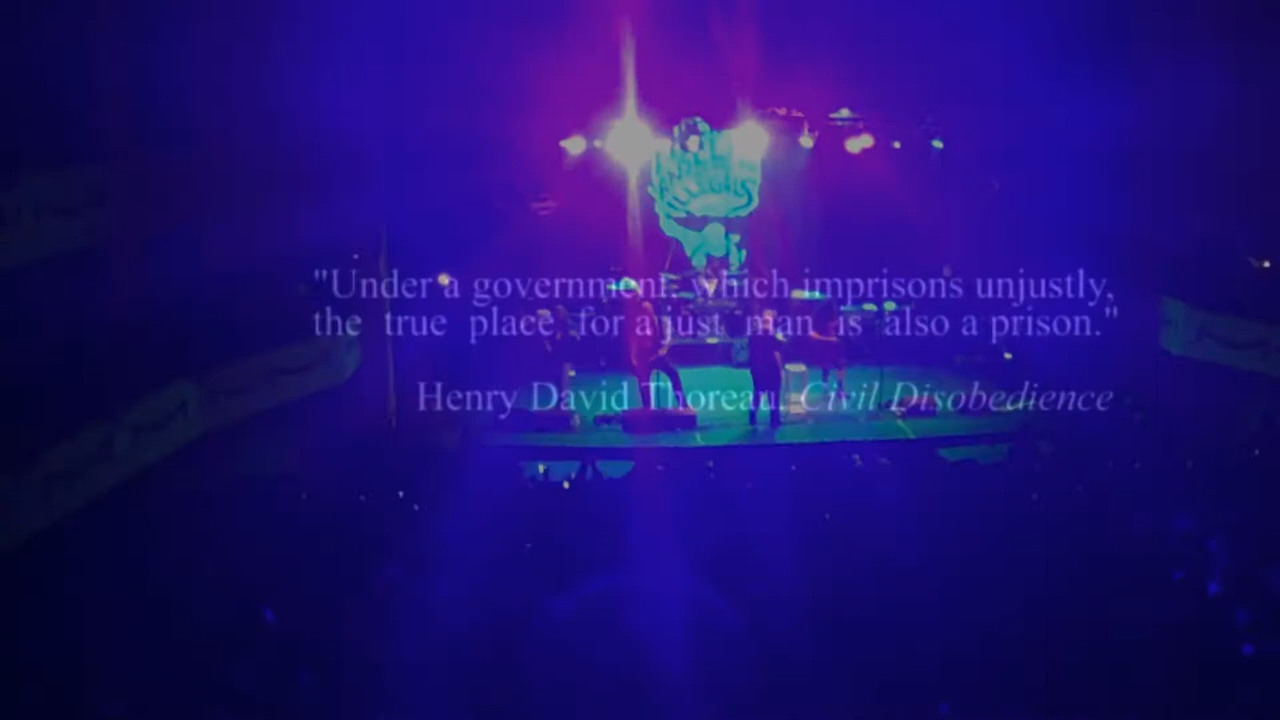 "Under a government, which imprisons unjustly,
the true place for a just man is also a prison."
Henry David Thoreau, Civil Disobedience